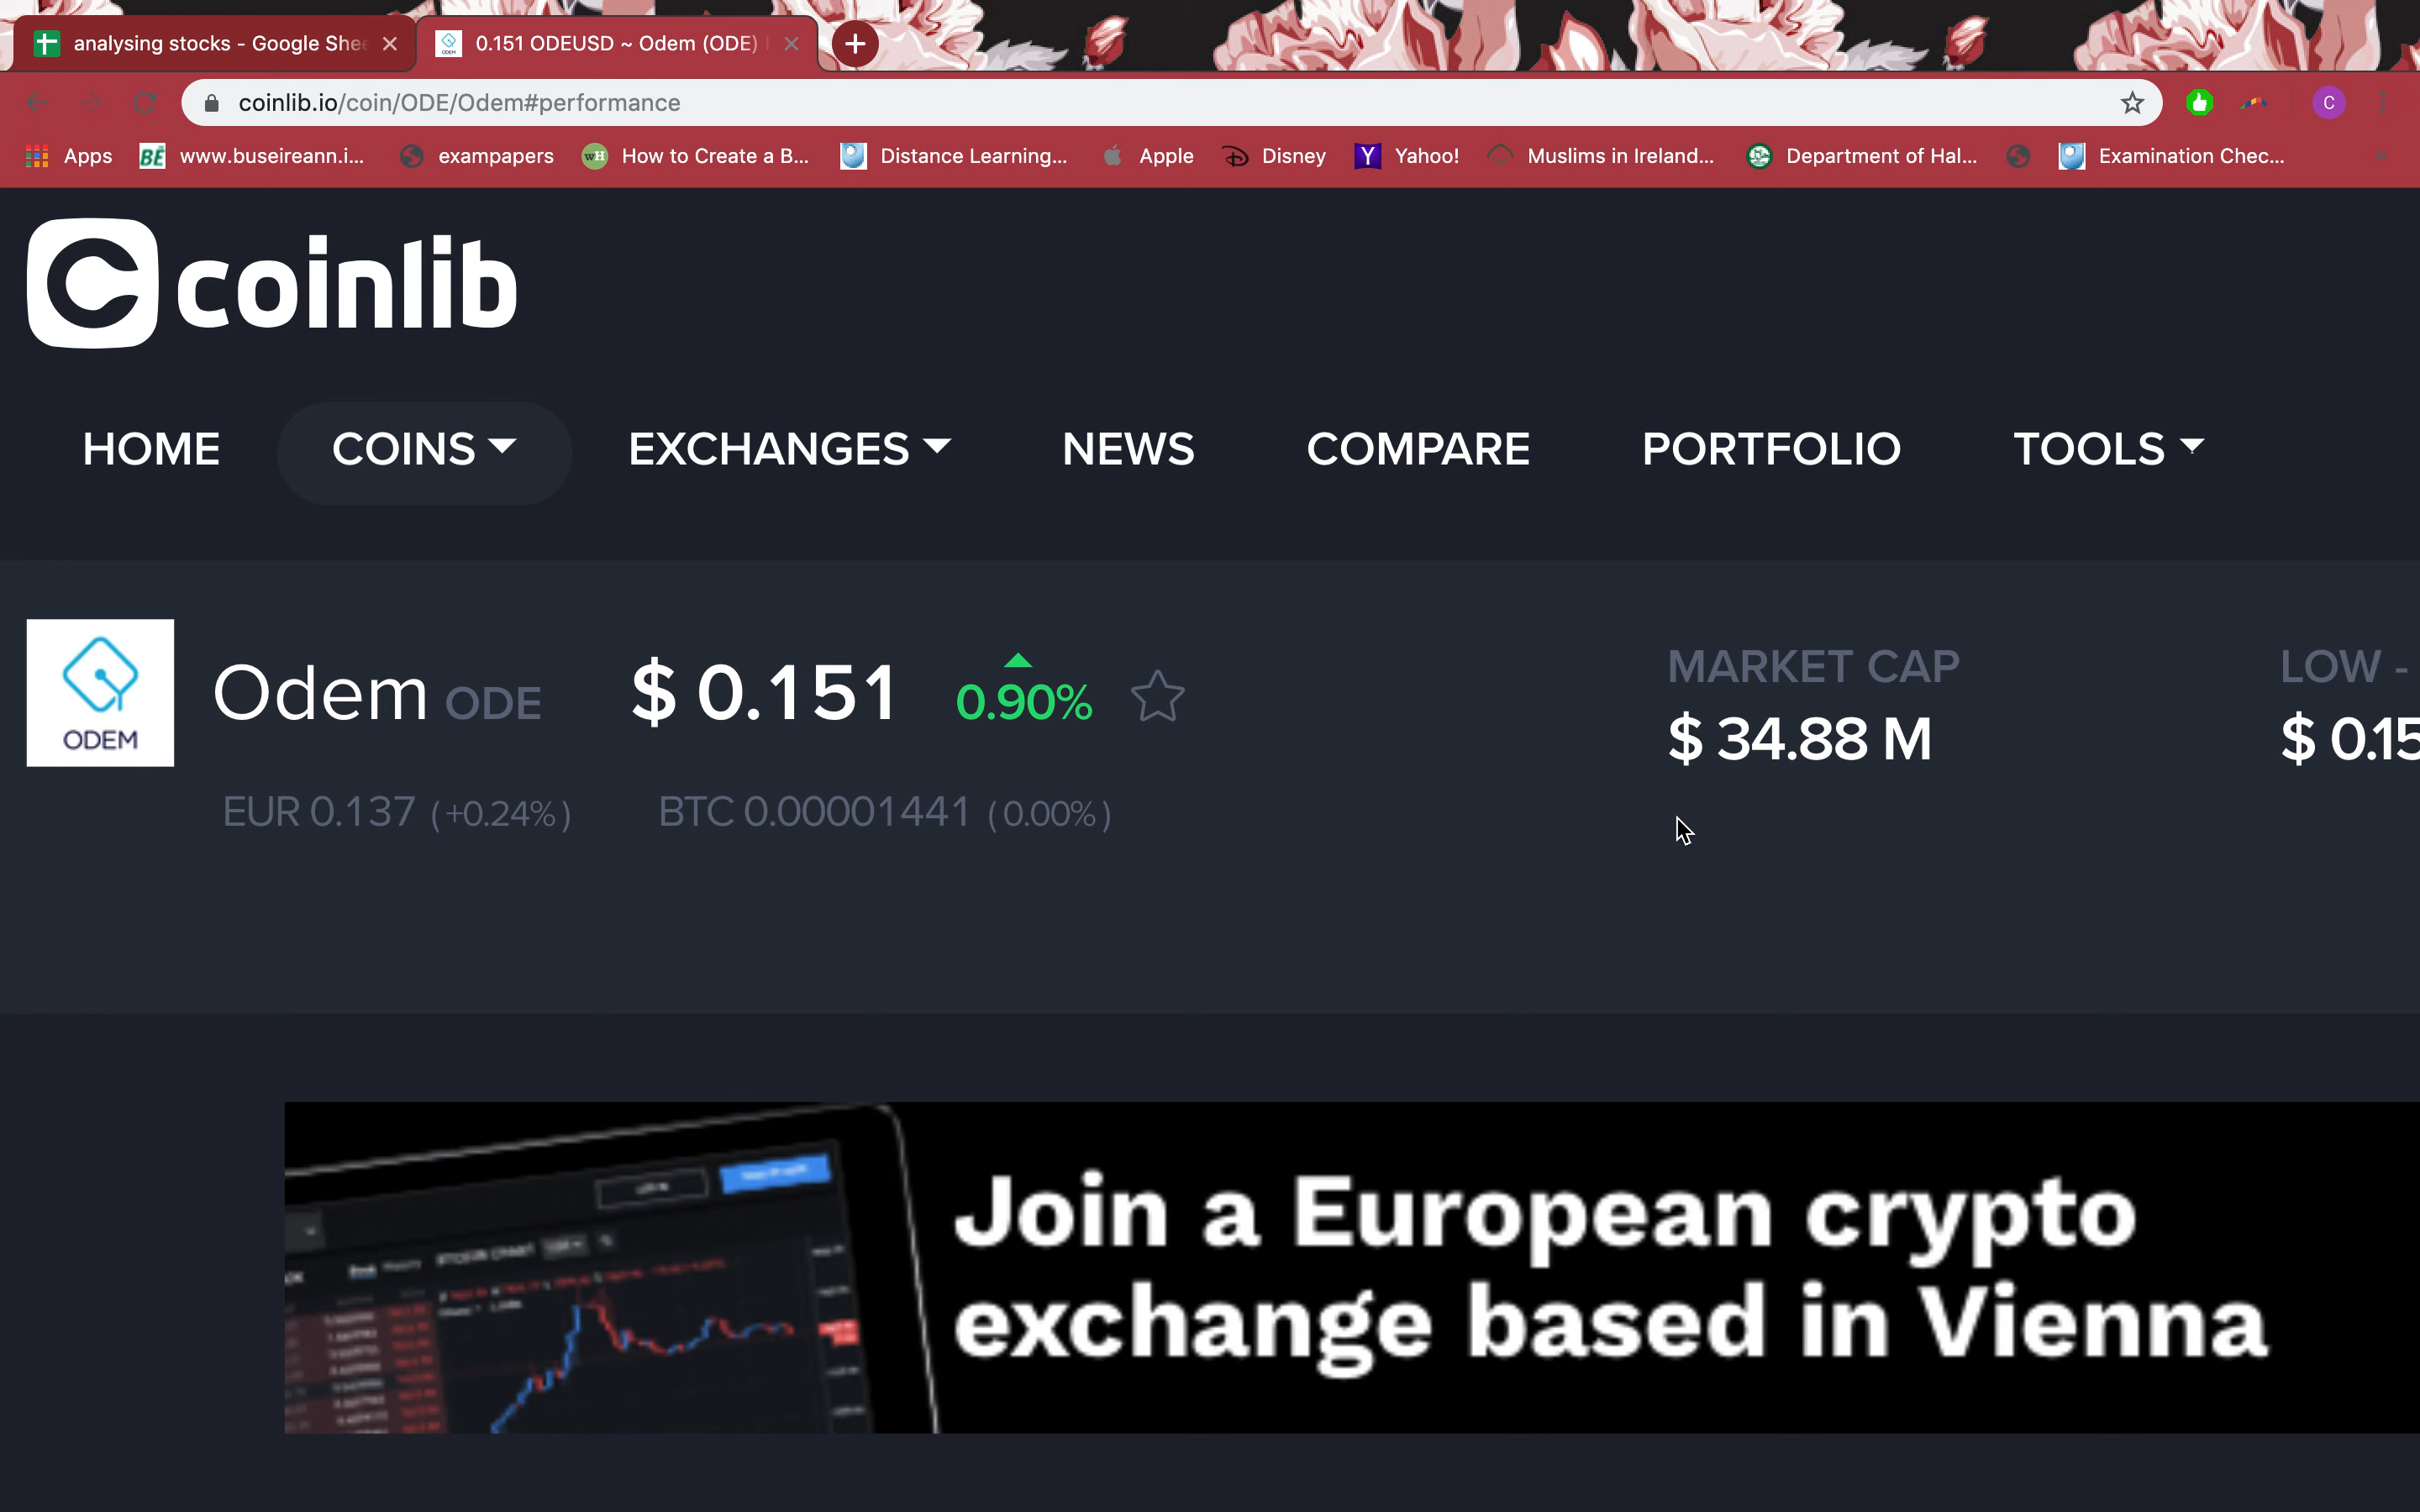 analysing stocks - Google Shee
0.151 ODEUSD ~ Odem (ODE)
coinlib.io/coin/ODE/Odem#performance
C
Apps
BÉ www.buseireann.i...
exampapers
wH How to Create a B...
Distance Learning...
Apple
Disney
Y Yahoo!
Muslims in Ireland...
Department of Hal...
Examination Chec...
coinlib
HOME COINS EXCHANGES NEWS COMPARE PORTFOLIO TOOLS
ODEM
Odem ODE $ 0.151 0.90%
EUR 0.137 (+0.24%) BTC 0.00001441 (0.00%)
MARKET CAP
$ 34.88 M
LOW -
$ 0.15
Join a European crypto
exchange based in Vienna